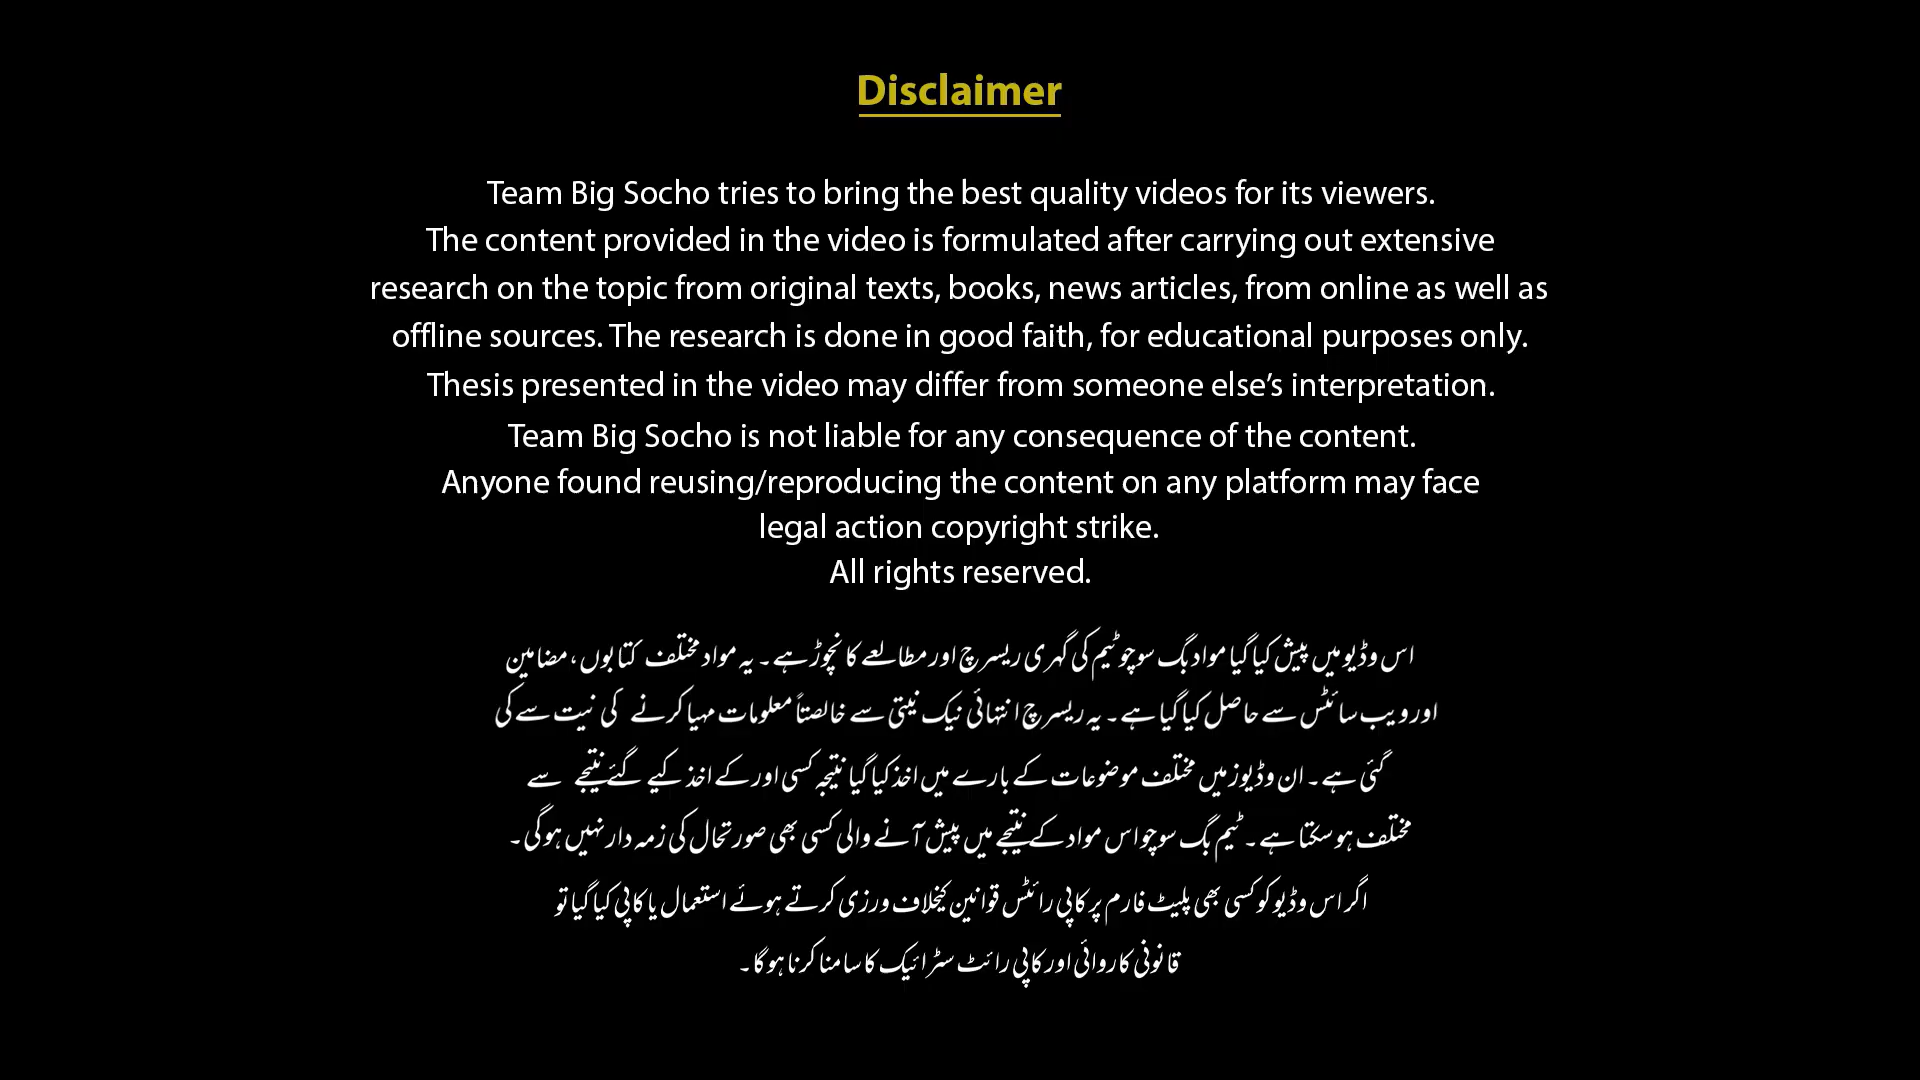 Disclaimer
Team Big Socho tries to bring the best quality videos for its viewers.
The content provided in the video is formulated after carrying out extensive
research on the topic from original texts, books, news articles, from online as well as
offline sources. The research is done in good faith, for educational purposes only.
Thesis presented in the video may differ from someone else’s interpretation.
Team Big Socho is not liable for any consequence of the content.
Anyone found reusing/reproducing the content on any platform may face
legal action copyright strike.
All rights reserved.
اس وڈیو میں پیش کیا گیا مواد بگ سوچو ٹیم کی گہری ریسرچ اور مطالعے کا نچوڑ ہے۔ یہ مواد مختلف کتابوں، مضامین
اور ویب سائٹس سے حاصل کیا گیا ہے۔ یہ ریسرچ انتہائی نیک نیتی سے خالصتاً معلومات مہیا کرنے کی نیت سے کی
گئی ہے۔ ان وڈیوز میں مختلف موضوعات کے بارے میں اخذ کیا گیا نتیجہ کسی اور کے اخذ کیے گئے نتیجے سے
مختلف ہو سکتا ہے۔ ٹیم بگ سوچو اس مواد کے نتیجے میں پیش آنے والی کسی بھی صورتحال کی زمہ دار نہیں ہوگی۔
اگر اس وڈیو کو کسی بھی پلیٹ فارم پر کاپی رائٹس قوانین کیخلاف ورزی کرتے ہوئے استعمال یا کاپی کیا گیا تو
قانونی کاروائی اور کاپی رائٹ سٹرائیک کا سامنا کرنا ہوگا۔